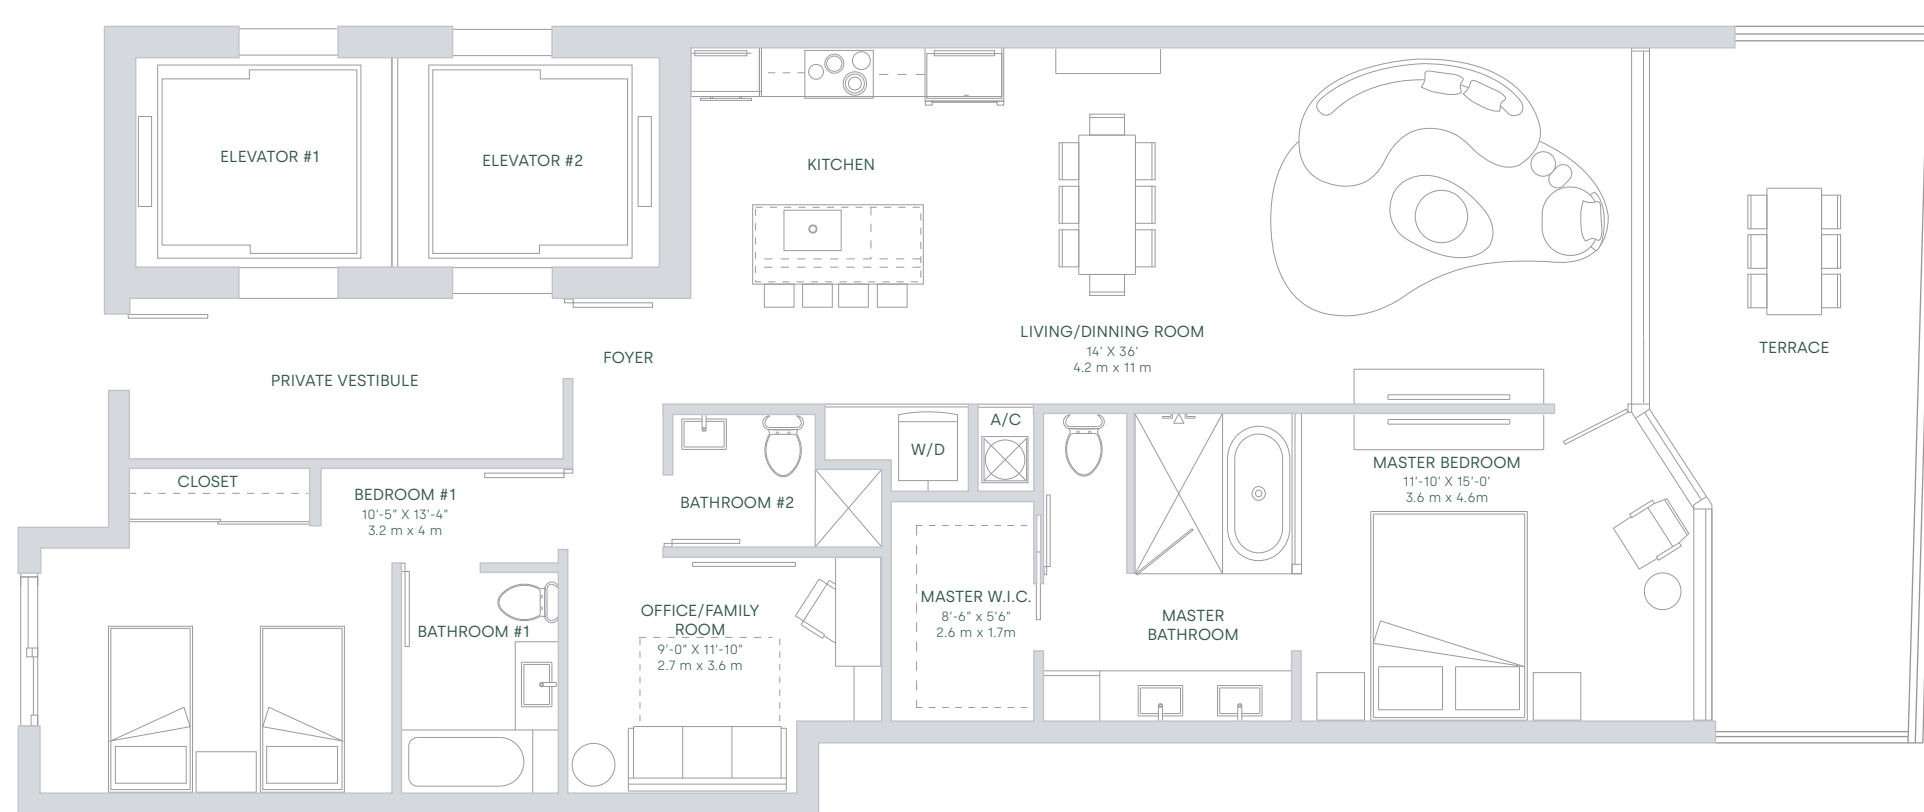 ELEVATOR #1
ELEVATOR #2
KITCHEN
LIVING/DINNING ROOM
14' X 36'
4.2 m x 11 m
TERRACE
FOYER
PRIVATE VESTIBULE
CLOSET
BEDROOM #1
10'-5" X 13'-4"
3.2 m x 4 m
BATHROOM #2
W/D
A/C
MASTER BEDROOM
11'-10' X 15'-0'
3.6 m x 4.6m
BATHROOM #1
OFFICE/FAMILY
ROOM
9'-0" X 11'-10"
2.7 m x 3.6 m
MASTER W.I.C.
8'-6" x 5'6"
2.6 m x 1.7m
MASTER
BATHROOM